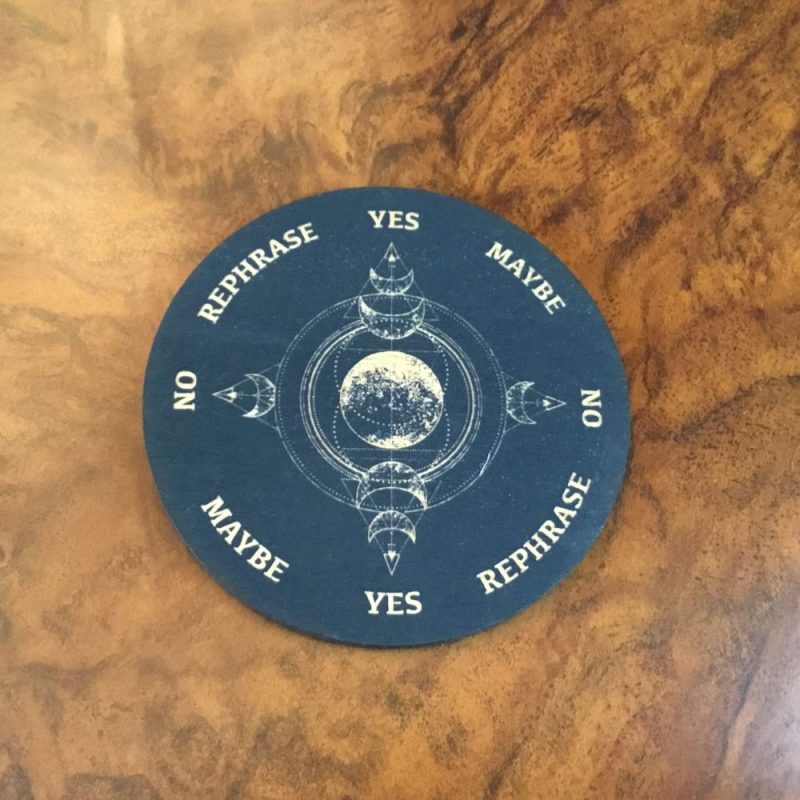 YES
MAYBE
NO
REPHRASE
YES
MAYBE
NO
REPHRASE